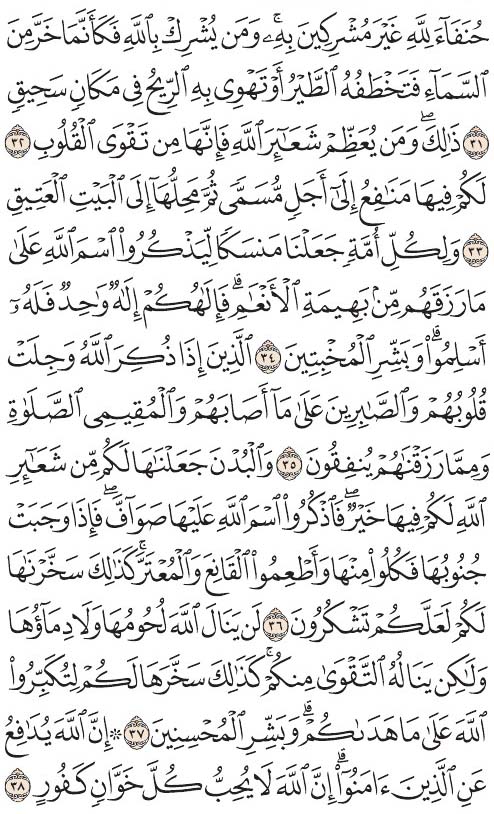 حُنَفَآءَ لِلَّهِ غَيْرَ مُشْرِكِينَ بِهِۦۚ وَمَن يُشْرِكْ بِٱللَّهِ فَكَأَنَّمَا خَرَّ مِنَ
ٱلسَّمَآءِ فَتَخْطَفُهُ ٱلطَّيْرُ أَوْ تَهْوِى بِهِ ٱلرِّيحُ فِى مَكَانٍ سَحِيقٍ
٣١ ذَٰلِكَۖ وَمَن يُعَظِّمْ شَعَـٰٓئِرَ ٱللَّهِ فَإِنَّهَا مِن تَقْوَى ٱلْقُلُوبِ ٣٢
لَكُمْ فِيهَا مَنَـٰفِعُ إِلَىٰٓ أَجَلٍ مُّسَمًّى ثُمَّ مَحِلُّهَآ إِلَى ٱلْبَيْتِ ٱلْعَتِيقِ
٣٣ وَلِكُلِّ أُمَّةٍ جَعَلْنَا مَنسَكًا لِّيَذْكُرُوا۟ ٱسْمَ ٱللَّهِ عَلَىٰ
مَا رَزَقَهُم مِّنۢ بَهِيمَةِ ٱلْأَنْعَـٰمِۗ فَإِلَـٰهُكُمْ إِلَـٰهٌ وَٰحِدٌ فَلَهُۥٓ
أَسْلِمُوا۟ۗ وَبَشِّرِ ٱلْمُخْبِتِينَ ٣٤ ٱلَّذِينَ إِذَا ذُكِرَ ٱللَّهُ وَجِلَتْ
قُلُوبُهُمْ وَٱلصَّـٰبِرِينَ عَلَىٰ مَآ أَصَابَهُمْ وَٱلْمُقِيمِى ٱلصَّلَوٰةِ
وَمِمَّا رَزَقْنَـٰهُمْ يُنفِقُونَ ٣٥ وَٱلْبُدْنَ جَعَلْنَـٰهَا لَكُم مِّن شَعَـٰٓئِرِ
ٱللَّهِ لَكُمْ فِيهَا خَيْرٌۖ فَٱذْكُرُوا۟ ٱسْمَ ٱللَّهِ عَلَيْهَا صَوَآفَّۖ فَإِذَا وَجَبَتْ
جُنُوبُهَا فَكُلُوا۟ مِنْهَا وَأَطْعِمُوا۟ ٱلْقَانِعَ وَٱلْمُعْتَرَّۚ كَذَٰلِكَ سَخَّرْنَـٰهَا
لَكُمْ لَعَلَّكُمْ تَشْكُرُونَ ٣٦ لَن يَنَالَ ٱللَّهَ لُحُومُهَا وَلَا دِمَآؤُهَا
وَلَـٰكِن يَنَالُهُ ٱلتَّقْوَىٰ مِنكُمْۚ كَذَٰلِكَ سَخَّرَهَا لَكُمْ لِتُكَبِّرُوا۟
ٱللَّهَ عَلَىٰ مَا هَدَىٰكُمْۗ وَبَشِّرِ ٱلْمُحْسِنِينَ ٣٧ ۞ إِنَّ ٱللَّهَ يُدَٰفِعُ
عَنِ ٱلَّذِينَ ءَامَنُوٓا۟ۗ إِنَّ ٱللَّهَ لَا يُحِبُّ كُلَّ خَوَّانٍ كَفُورٍ ٣٨